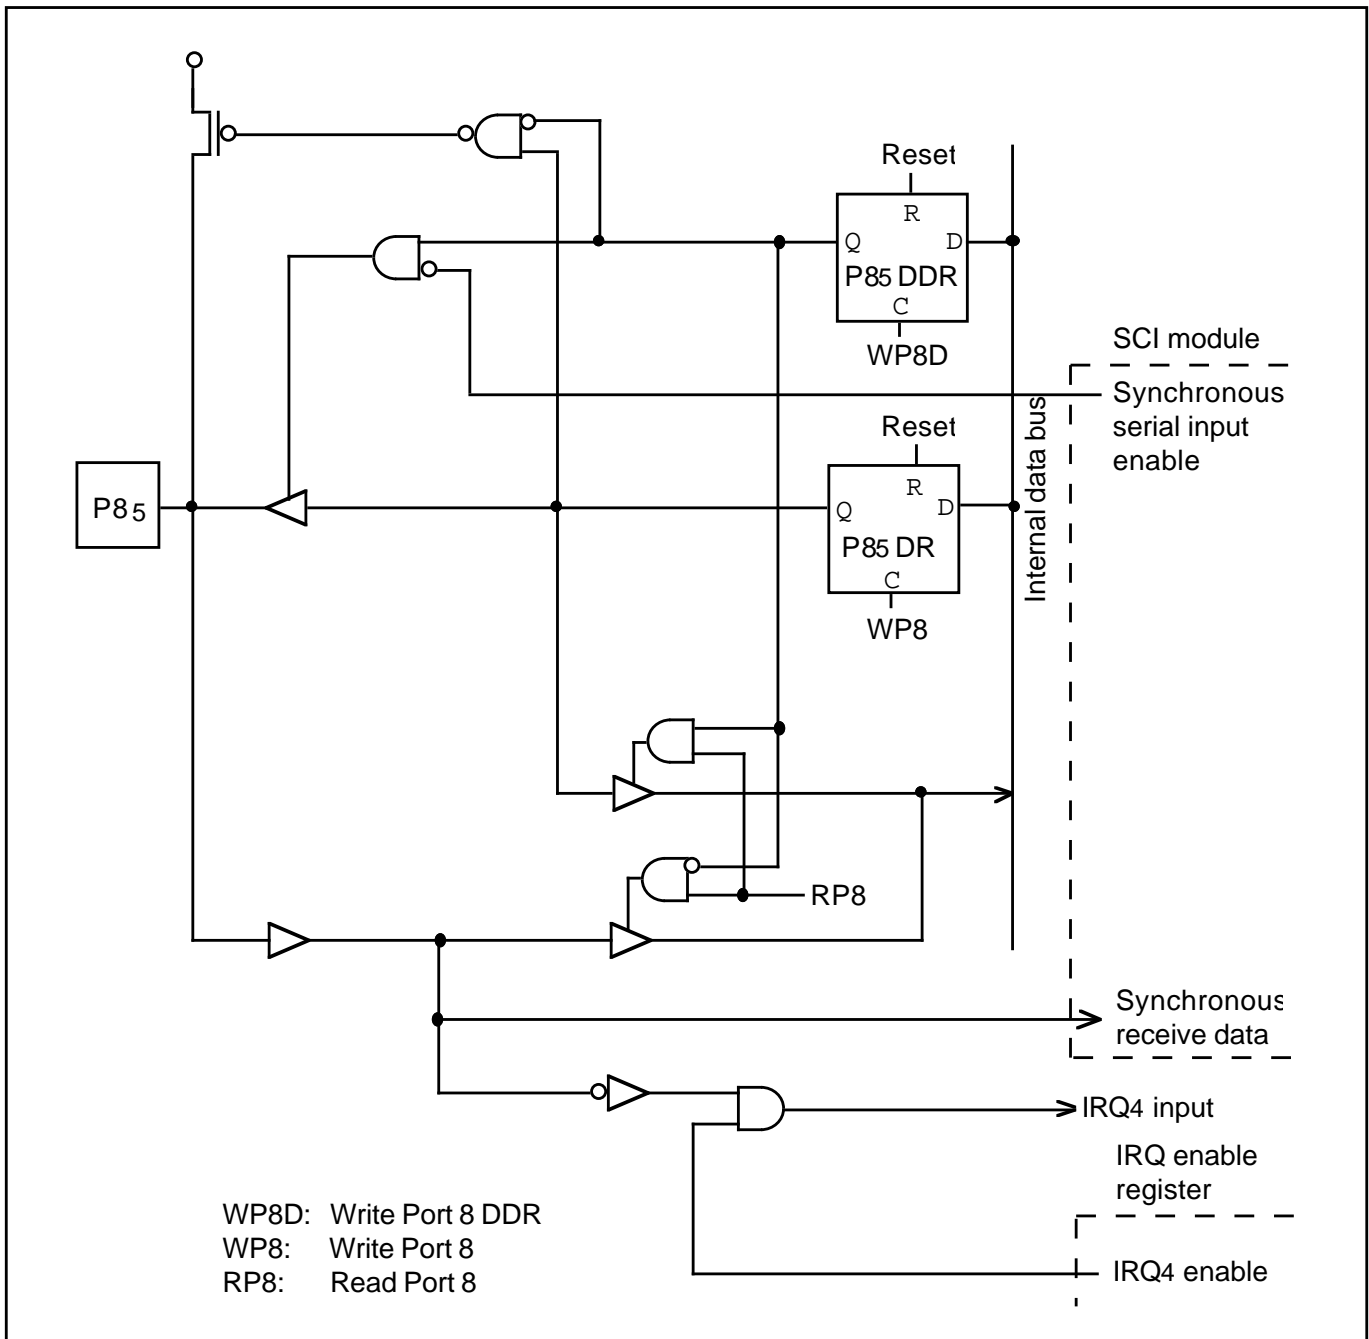 Reset
R
Q
D
P85 DDR
C
WP8D
SCI module
Synchronous
serial input
enable
Internal data bus
Reset
R
Q
D
P85 DR
C
WP8
P85
RP8
Synchronous
receive data
IRQ4 input
IRQ enable
register
IRQ4 enable
WP8D: Write Port 8 DDR
WP8: Write Port 8
RP8: Read Port 8